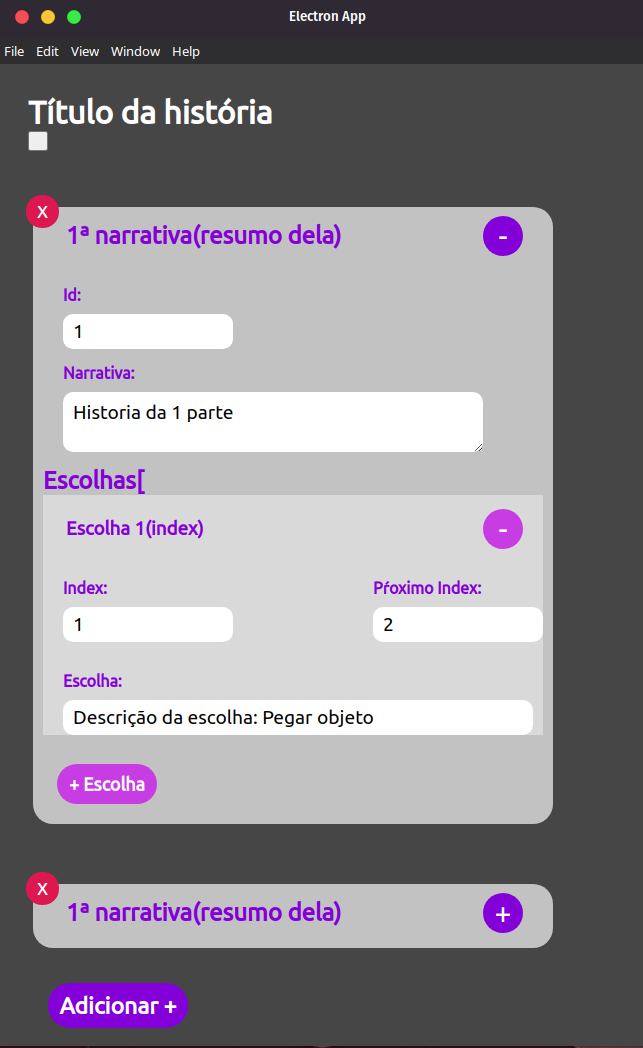 Electron App
File Edit View Window Help
Título da história
X
1ª narrativa(resumo dela)
-
Id:
1
Narrativa:
Historia da 1 parte
Escolhas[
Escolha 1(index)
-
Index: Pŕoximo Index:
1 2
Escolha:
Descrição da escolha: Pegar objeto
+ Escolha
X
1ª narrativa(resumo dela)
+
Adicionar +